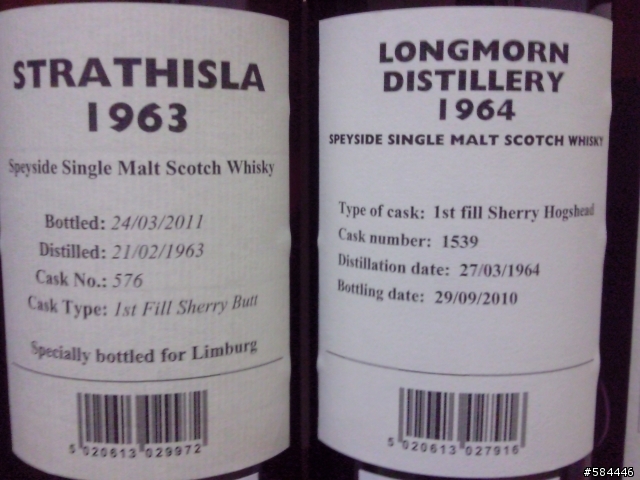 STRATHISLA
1963
Speyside Single Malt Scotch Whisky
Bottled: 24/03/2011
Distilled: 21/02/1963
Cask No.: 576
Cask Type: 1st Fill Sherry Butt
Specially bottled for Limburg
5 020613 029972
LONGMORN
DISTILLERY
1964
SPEYSIDE SINGLE MALT SCOTCH WHISKY
Type of cask: 1st fill Sherry Hogshead
Cask number: 1539
Distillation date: 27/03/1964
Bottling date: 29/09/2010
5 020613 027916
#584446